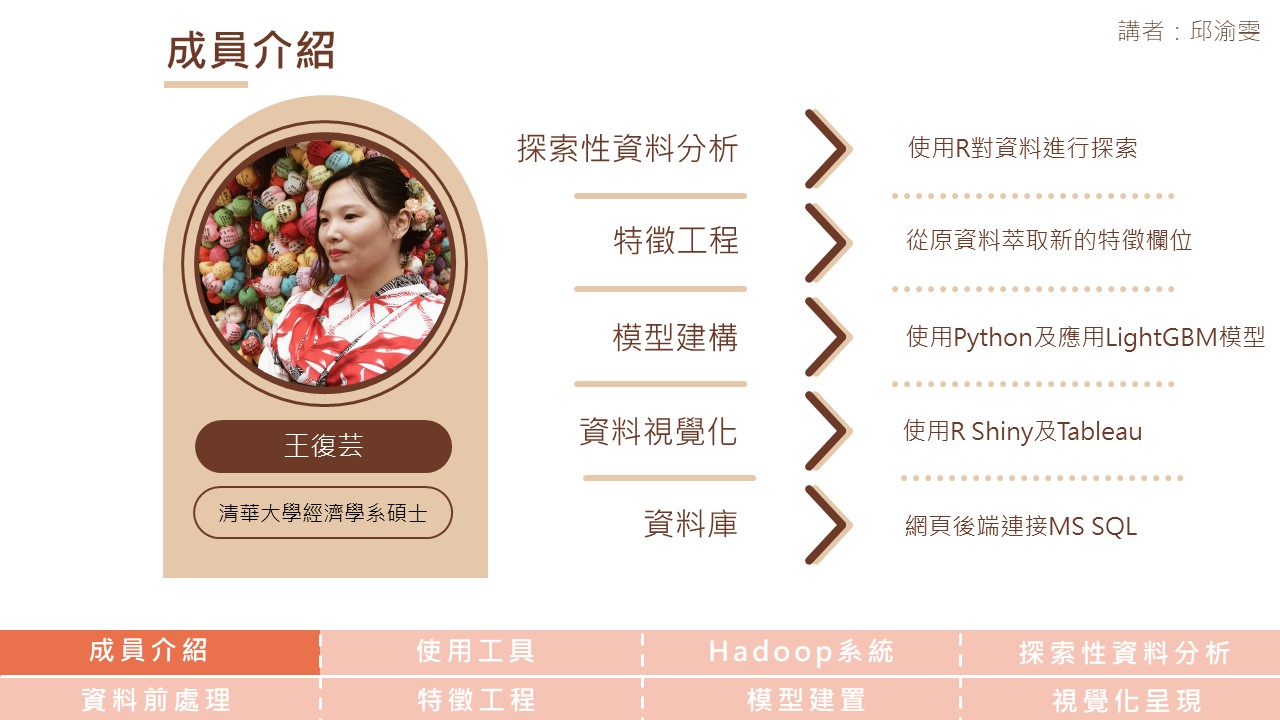 成員介紹
講者：邱渝雯
探索性資料分析
使用R對資料進行探索
特徵工程
從原資料萃取新的特徵欄位
模型建構
使用Python及應用LightGBM模型
資料視覺化
使用R Shiny及Tableau
資料庫
網頁後端連接MS SQL
王復芸
清華大學經濟學系碩士
成員介紹
使用工具
Hadoop系統
探索性資料分析
資料前處理
特徵工程
模型建置
視覺化呈現